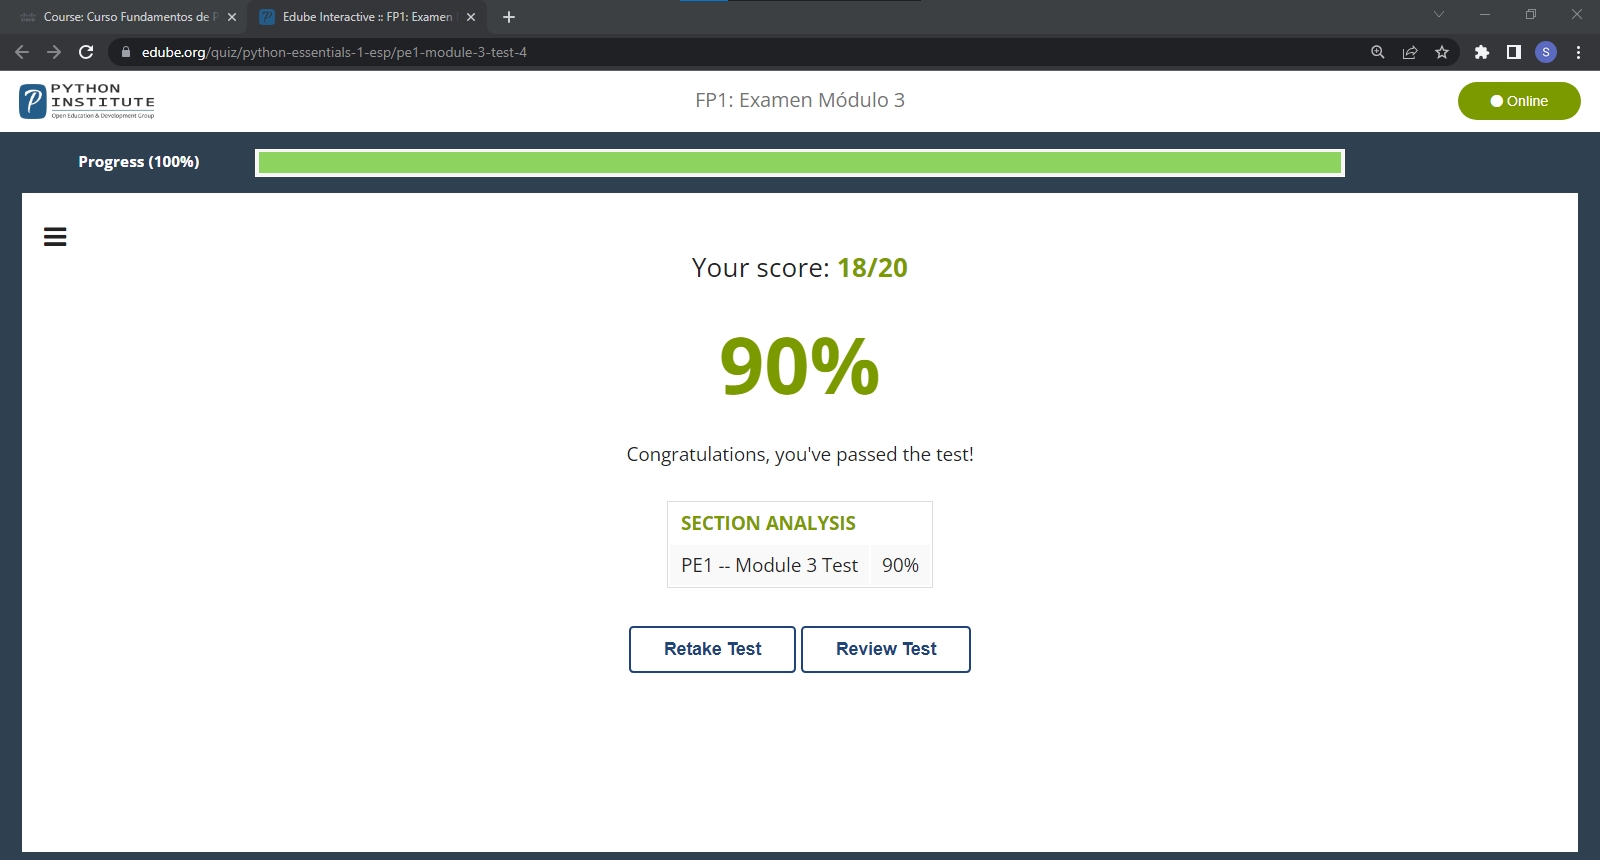 Course: Curso Fundamentos de P
Edube Interactive :: FP1: Examen
edube.org/quiz/python-essentials-1-esp/pe1-module-3-test-4
S
PYTHON
INSTITUTE
Open Education & Development Group
FP1: Examen Módulo 3
Online
Progress (100%)
Your score: 18/20
90%
Congratulations, you've passed the test!
SECTION ANALYSIS
PE1 -- Module 3 Test 90%
Retake Test
Review Test